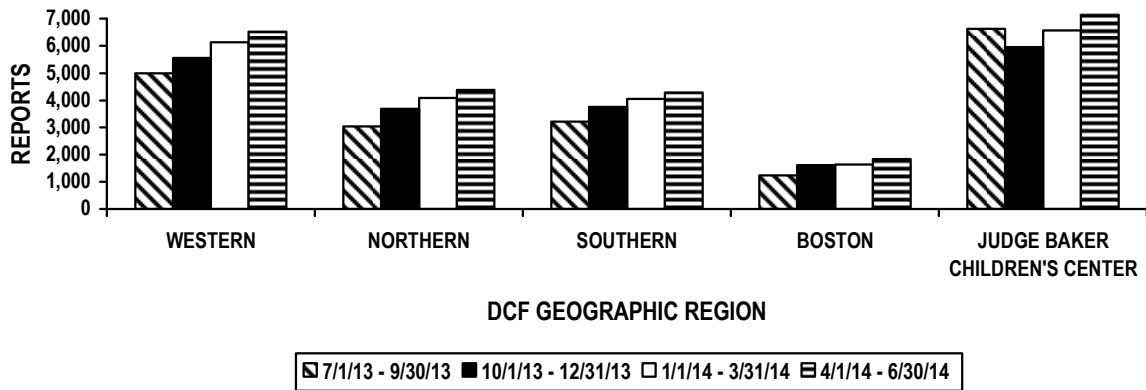 REPORTS
7,000
6,000
5,000
4,000
3,000
2,000
1,000
0
WESTERN NORTHERN SOUTHERN BOSTON JUDGE BAKER
CHILDREN'S CENTER
DCF GEOGRAPHIC REGION
7/1/13 - 9/30/13 10/1/13 - 12/31/13 1/1/14 - 3/31/14 4/1/14 - 6/30/14